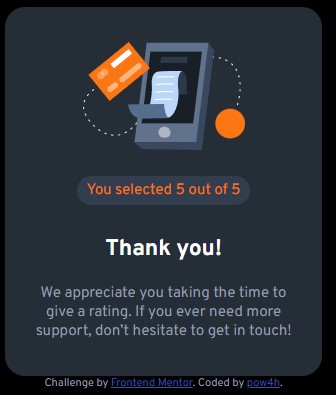 You selected 5 out of 5
Thank you!
We appreciate you taking the time to
give a rating. If you ever need more
support, don't hesitate to get in touch!
Challenge by Frontend Mentor. Coded by pow4h.